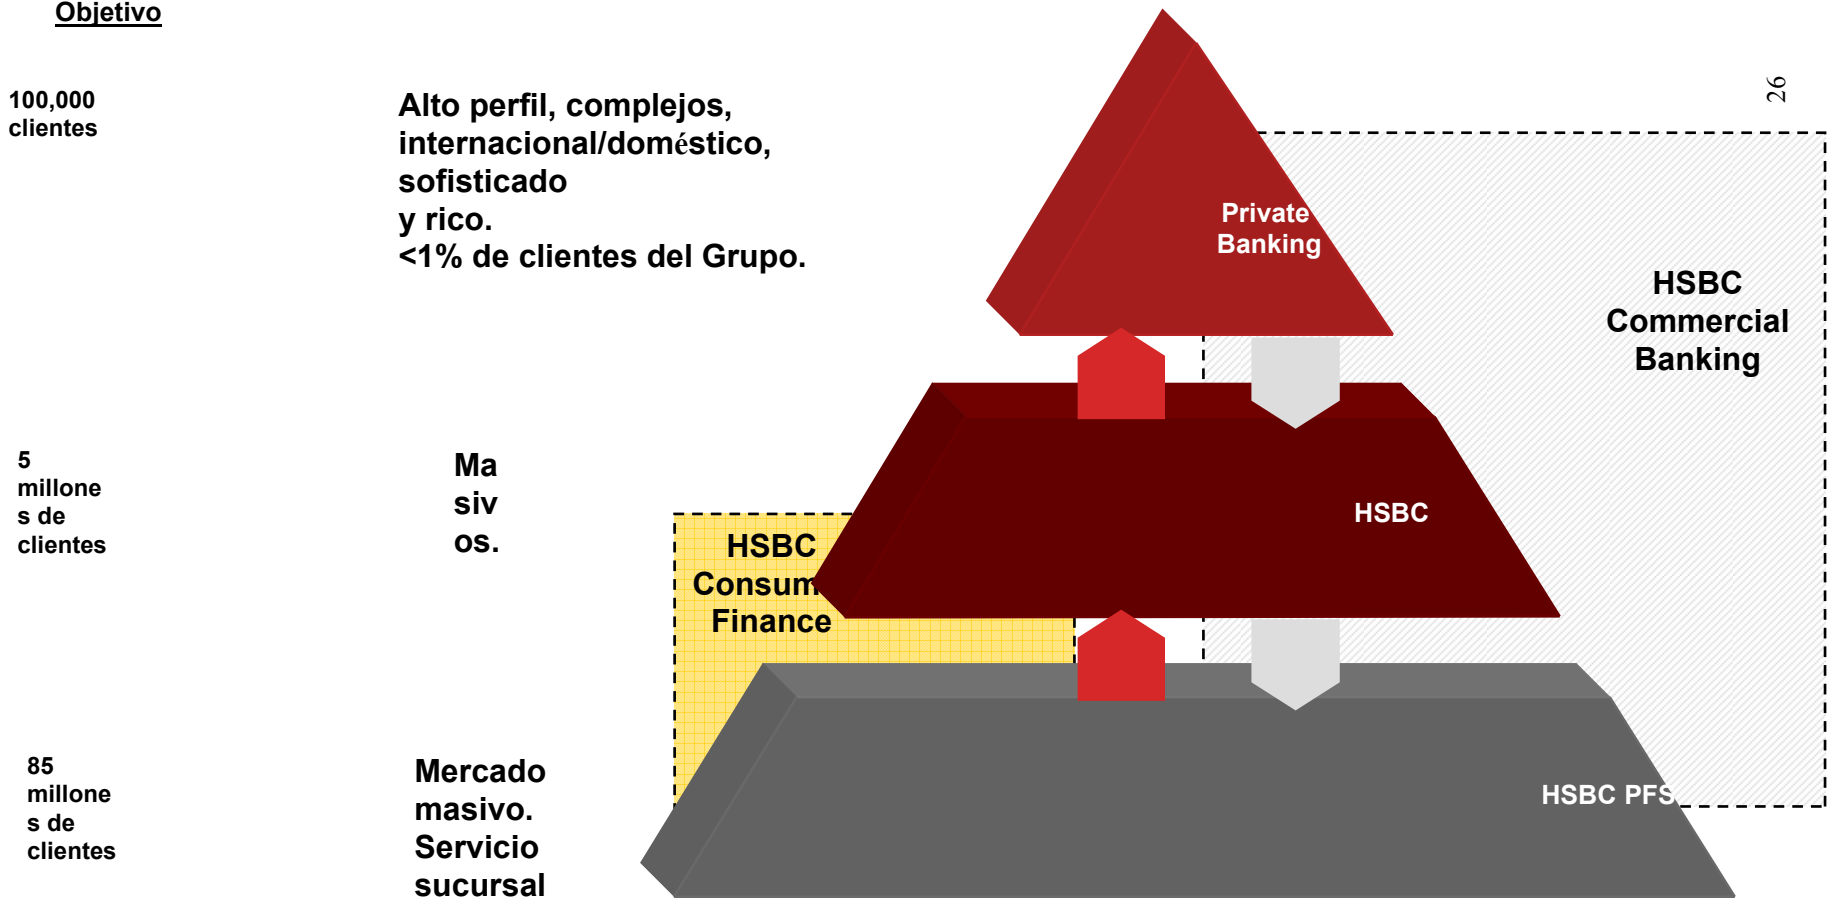 Objetivo
100,000
clientes
Alto perfil, complejos,
internacional/doméstico,
sofisticado
y rico.
<1% de clientes del Grupo.
26
Private
Banking
HSBC
Commercial
Banking
5
millone
s de
clientes
Ma
siv
os.
HSBC
HSBC
Consum
Finance
85
millone
s de
clientes
Mercado
masivo.
Servicio
sucursal
HSBC PFS